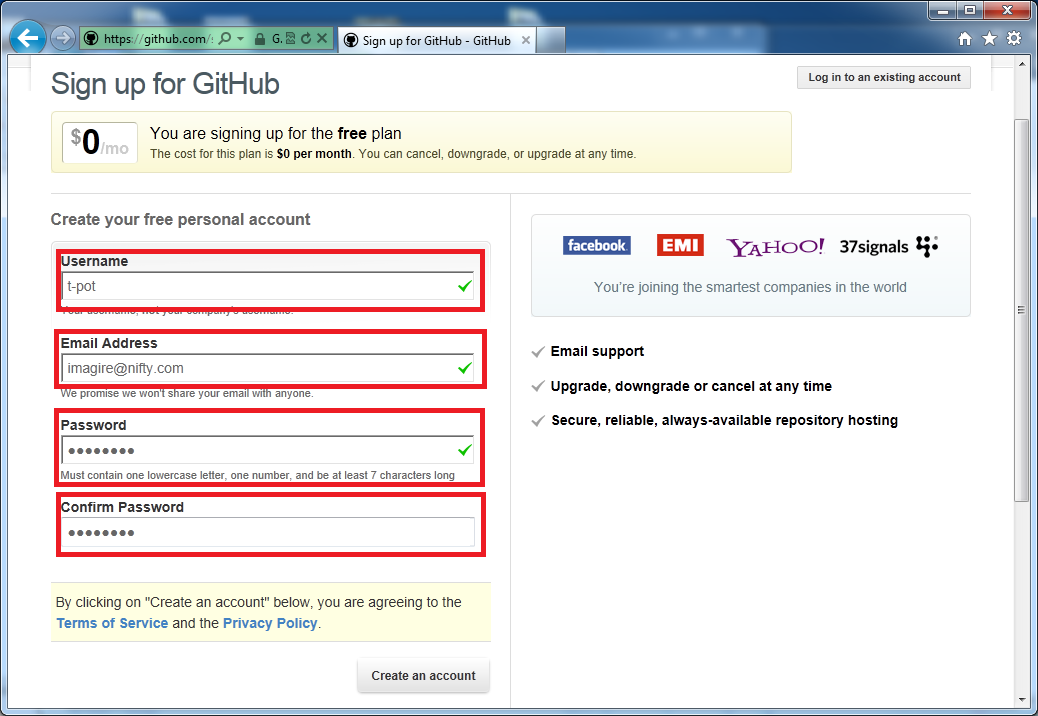 https://github.com/
G.
Sign up for GitHub - GitHub
Sign up for GitHub
Log in to an existing account
$0/mo
You are signing up for the free plan
The cost for this plan is $0 per month. You can cancel, downgrade, or upgrade at any time.
Create your free personal account
Username
t-pot
Your username, not your company's username.
Email Address
imagire@nifty.com
We promise we won't share your email with anyone.
Password
●●●●●●●●
Must contain one lowercase letter, one number, and be at least 7 characters long
Confirm Password
●●●●●●●●
By clicking on "Create an account" below, you are agreeing to the
Terms of Service and the Privacy Policy.
Create an account
facebook EMI YAHOO! 37signals
You're joining the smartest companies in the world
Email support
Upgrade, downgrade or cancel at any time
Secure, reliable, always-available repository hosting